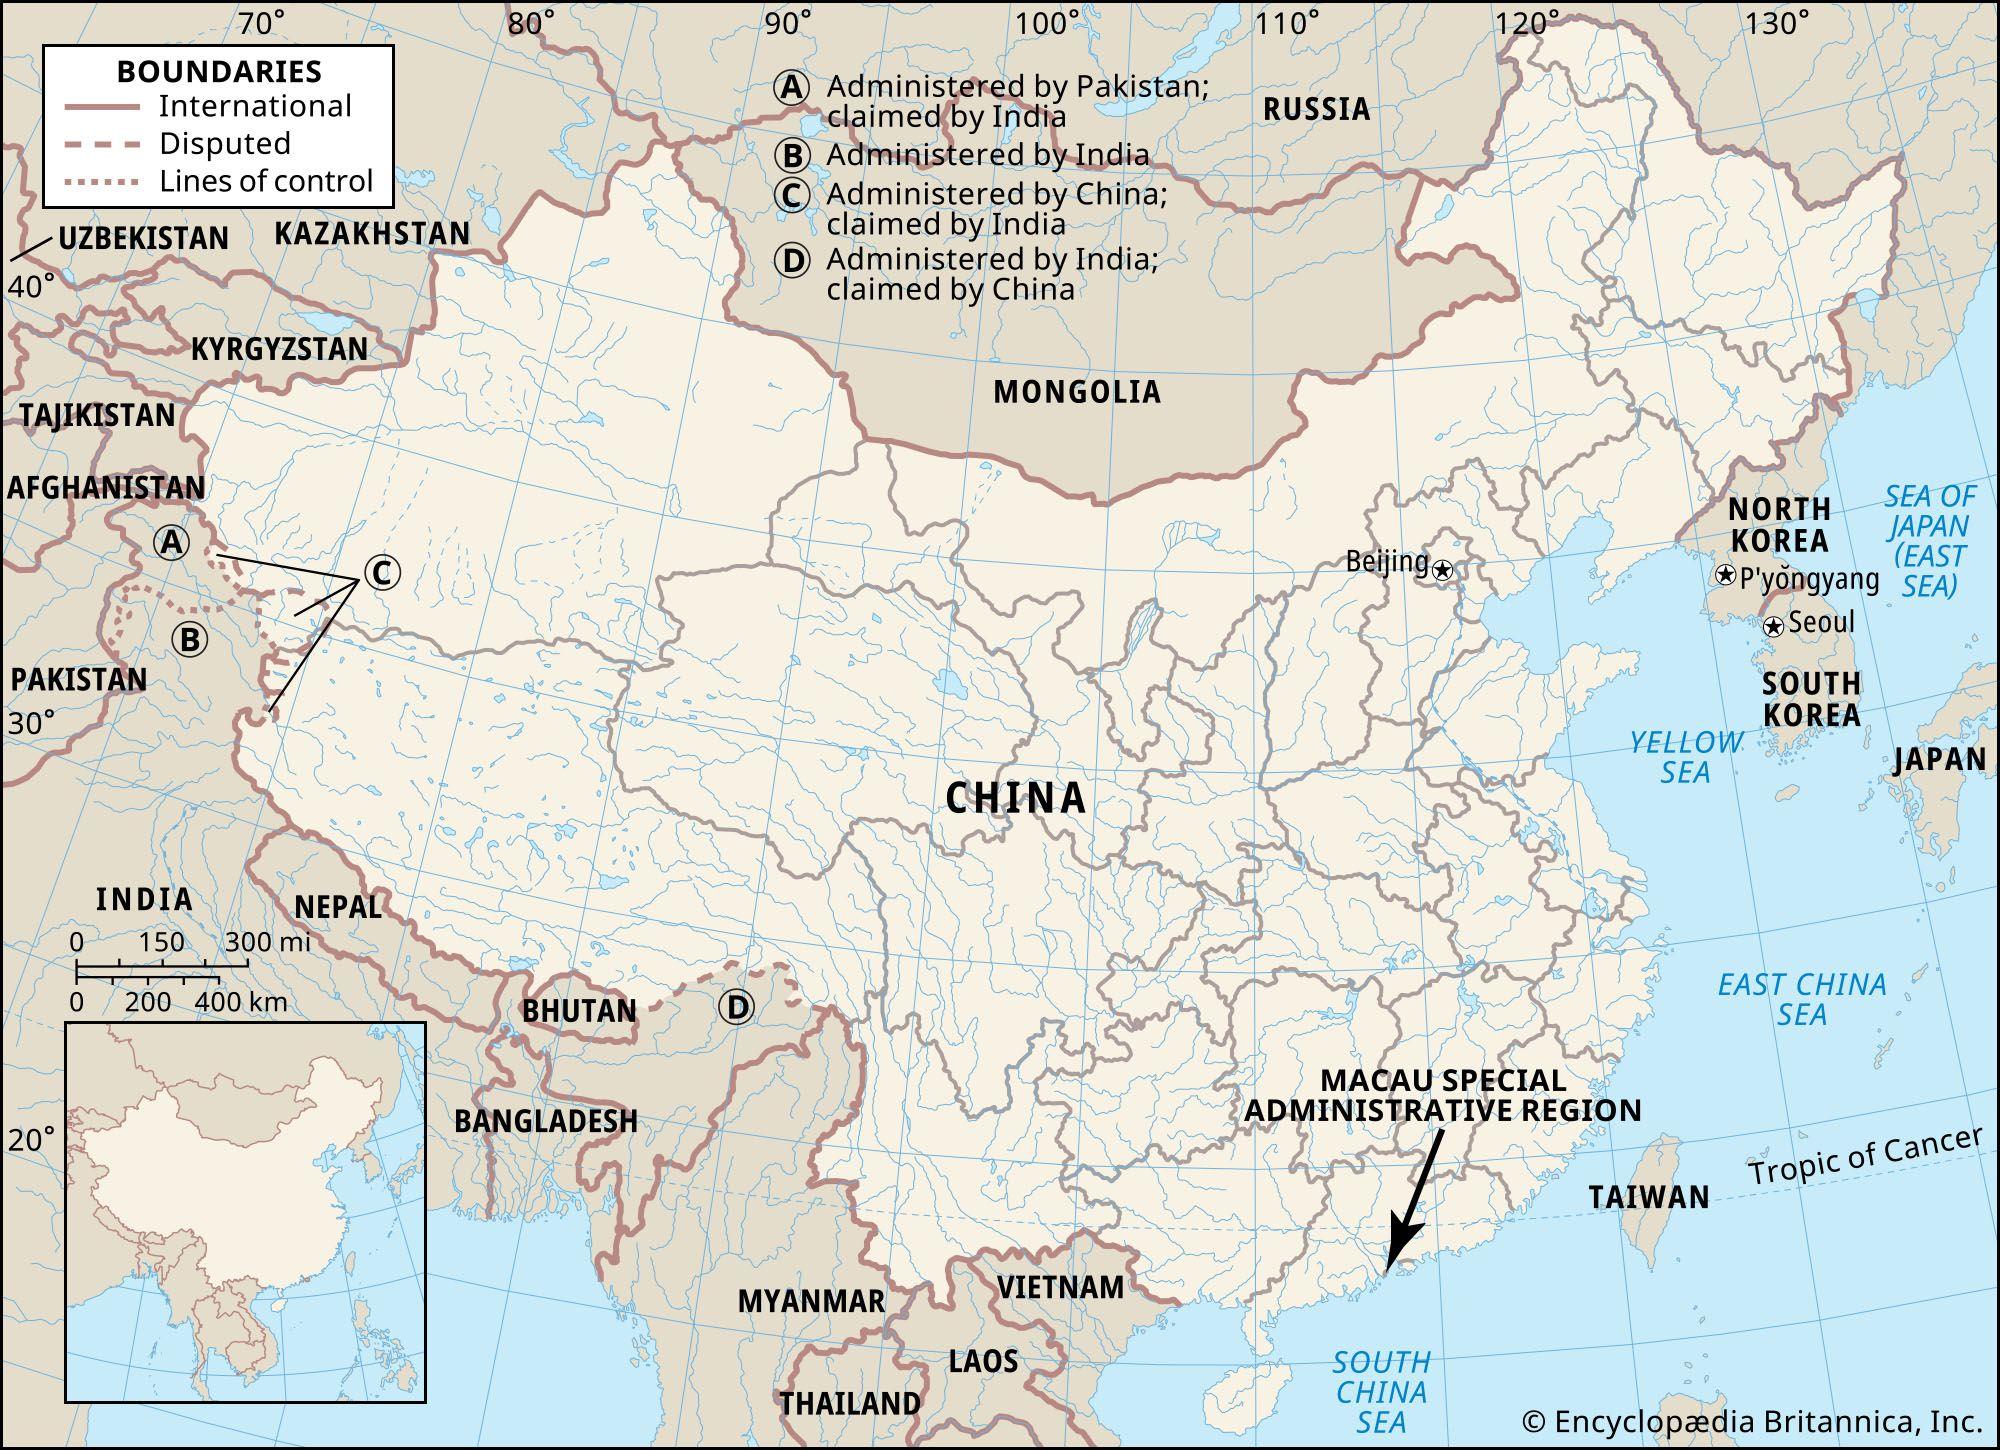 70°
80°
90°
100°
110°
120°
130°
BOUNDARIES
International
Disputed
Lines of control
Ⓐ Administered by Pakistan;
claimed by India
Ⓑ Administered by India
Ⓒ Administered by China;
claimed by India
Ⓓ Administered by India;
claimed by China
RUSSIA
UZBEKISTAN
KAZAKHSTAN
40°
KYRGYZSTAN
MONGOLIA
TAJIKISTAN
AFGHANISTAN
A
C
B
PAKISTAN
30°
Beijing
NORTH
KOREA
P'yŏngyang
Seoul
SOUTH
KOREA
SEA OF
JAPAN
(EAST
SEA)
YELLOW
SEA
JAPAN
CHINA
INDIA
NEPAL
0 150 300 mi
0 200 400 km
BHUTAN
D
EAST CHINA
SEA
BANGLADESH
MACAU SPECIAL
ADMINISTRATIVE REGION
20°
Tropic of Cancer
TAIWAN
MYANMAR
VIETNAM
LAOS
THAILAND
SOUTH
CHINA
SEA
© Encyclopædia Britannica, Inc.